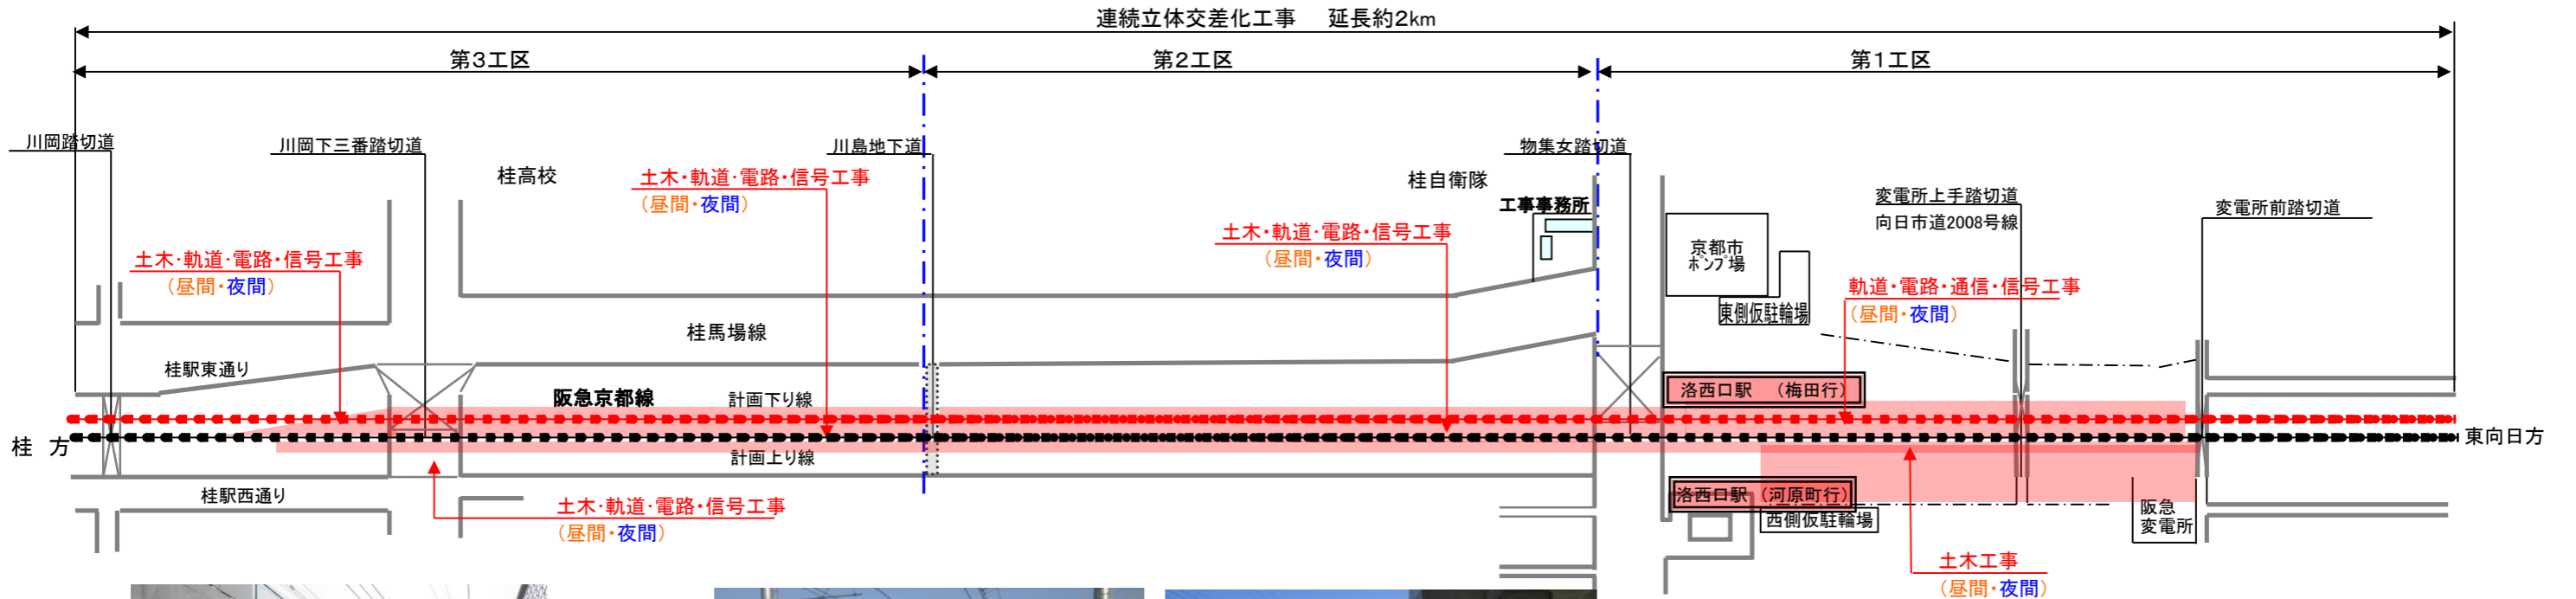 連続立体交差化工事 延長約2km
第3工区
第2工区
第1工区
川岡踏切道
川岡下三番踏切道
川島地下道
物集女踏切道
桂高校
桂自衛隊
工事事務所
変電所上手踏切道
向日市道2008号線
変電所前踏切道
土木・軌道・電路・信号工事
（昼間・夜間）
土木・軌道・電路・信号工事
（昼間・夜間）
土木・軌道・電路・信号工事
（昼間・夜間）
京都市
ポンプ場
東側仮駐輪場
軌道・電路・通信・信号工事
（昼間・夜間）
桂馬場線
桂駅東通り
阪急京都線
計画下り線
洛西口駅 （梅田行）
桂 方
東向日方
計画上り線
桂駅西通り
洛西口駅 （河原町行）
西側仮駐輪場
阪急
変電所
土木・軌道・電路・信号工事
（昼間・夜間）
土木工事
（昼間・夜間）